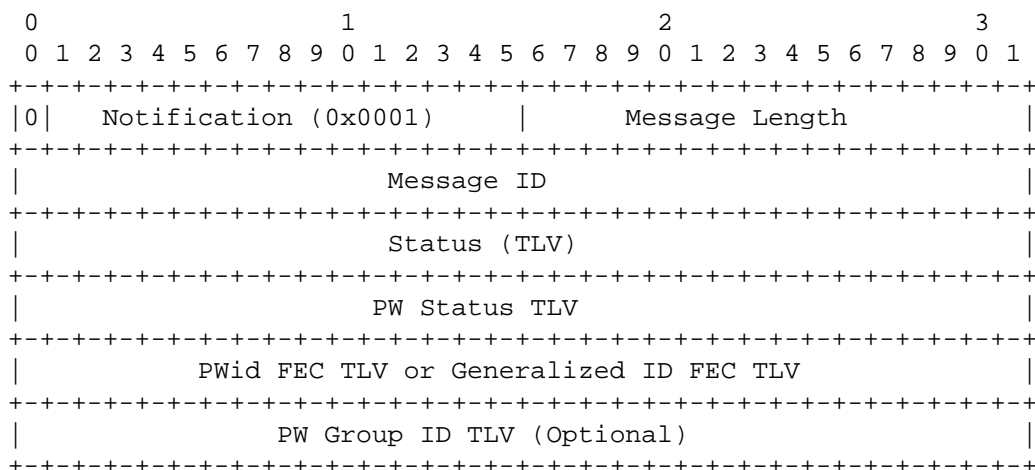 0                   1                   2                   3
 0 1 2 3 4 5 6 7 8 9 0 1 2 3 4 5 6 7 8 9 0 1 2 3 4 5 6 7 8 9 0 1
+-+-+-+-+-+-+-+-+-+-+-+-+-+-+-+-+-+-+-+-+-+-+-+-+-+-+-+-+-+-+-+-+
|0|   Notification (0x0001)     |      Message Length           |
+-+-+-+-+-+-+-+-+-+-+-+-+-+-+-+-+-+-+-+-+-+-+-+-+-+-+-+-+-+-+-+-+
|                       Message ID                              |
+-+-+-+-+-+-+-+-+-+-+-+-+-+-+-+-+-+-+-+-+-+-+-+-+-+-+-+-+-+-+-+-+
|                       Status (TLV)                            |
+-+-+-+-+-+-+-+-+-+-+-+-+-+-+-+-+-+-+-+-+-+-+-+-+-+-+-+-+-+-+-+-+
|                      PW Status TLV                            |
+-+-+-+-+-+-+-+-+-+-+-+-+-+-+-+-+-+-+-+-+-+-+-+-+-+-+-+-+-+-+-+-+
|           PWid FEC TLV or Generalized ID FEC TLV              |
+-+-+-+-+-+-+-+-+-+-+-+-+-+-+-+-+-+-+-+-+-+-+-+-+-+-+-+-+-+-+-+-+
|                PW Group ID TLV (Optional)                     |
+-+-+-+-+-+-+-+-+-+-+-+-+-+-+-+-+-+-+-+-+-+-+-+-+-+-+-+-+-+-+-+-+